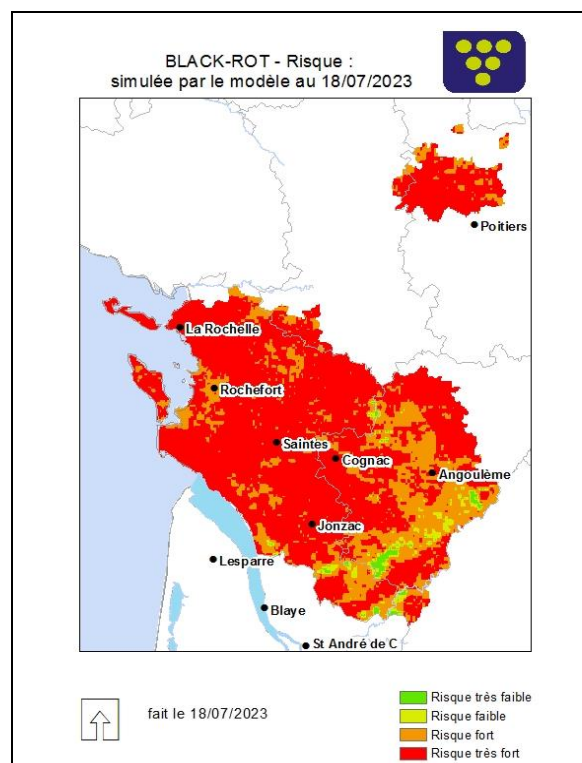 BLACK-ROT - Risque :
simulée par le modèle au 18/07/2023
Poitiers
La Rochelle
Rochefort
Saintes
Cognac
Angoulême
Jonzac
Lesparre
Blaye
St André de C
fait le 18/07/2023
Risque très faible
Risque faible
Risque fort
Risque très fort